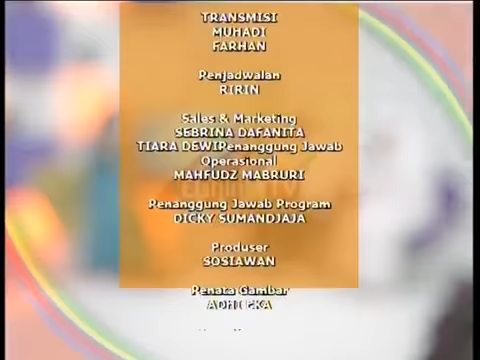 TRANSMISI
MUHADI
FARHAN
Penjadwalan
RIRIN
Sales & Marketing
SEBRINA DAFANITA
TIARA DEWIPenanggung Jawab
Operasional
MAHFUDZ MABRURI
Penanggung Jawab Program
DICKY SUMANDJAJA
Produser
SOSIAWAN
Penata Gambar